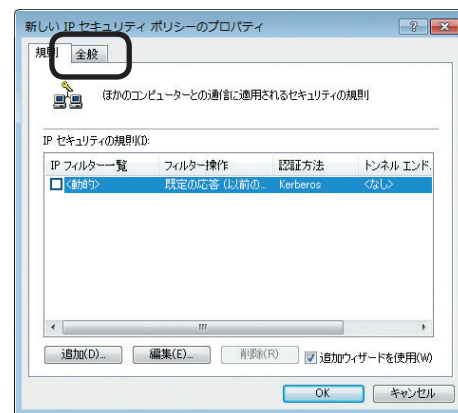 新しい IP セキュリティ ポリシーのプロパティ
規則 全般
ほかのコンピューターとの通信に適用されるセキュリティの規則
IP セキュリティの規則(I):
IP フィルター一覧 フィルター操作 認証方法 トンネル エンド.
<動的> 既定の応答 (以前の... Kerberos <なし>
追加(D)... 編集(E)... 削除(R) 追加ウィザードを使用(W)
OK キャンセル